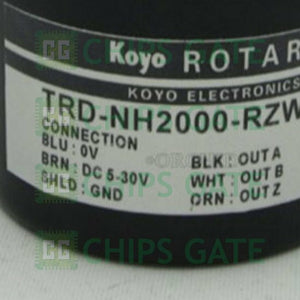 Koyo ROTAR
KOYO ELECTRONICS
TRD-NH2000-RZW
CONNECTION
BLU : 0V
BRN : DC 5-30V
SHLD : GND
BLK : OUT A
WHT : OUT B
ORN : OUT Z
CHIPS GATE
CHIPS GATE